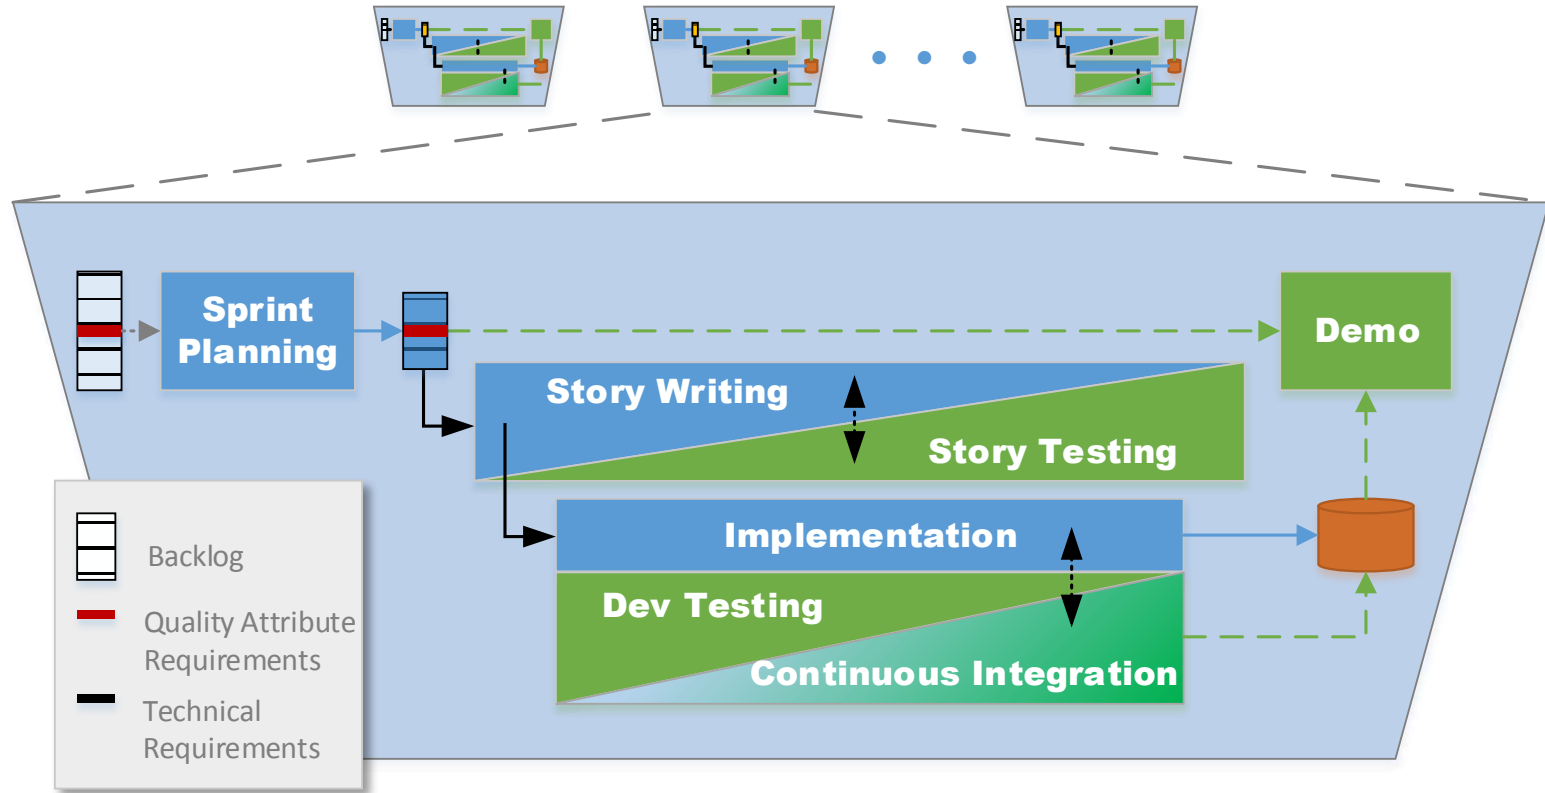 Sprint
Planning
Demo
Story Writing
Story Testing
Implementation
Dev Testing
Continuous Integration
Backlog
Quality Attribute
Requirements
Technical
Requirements